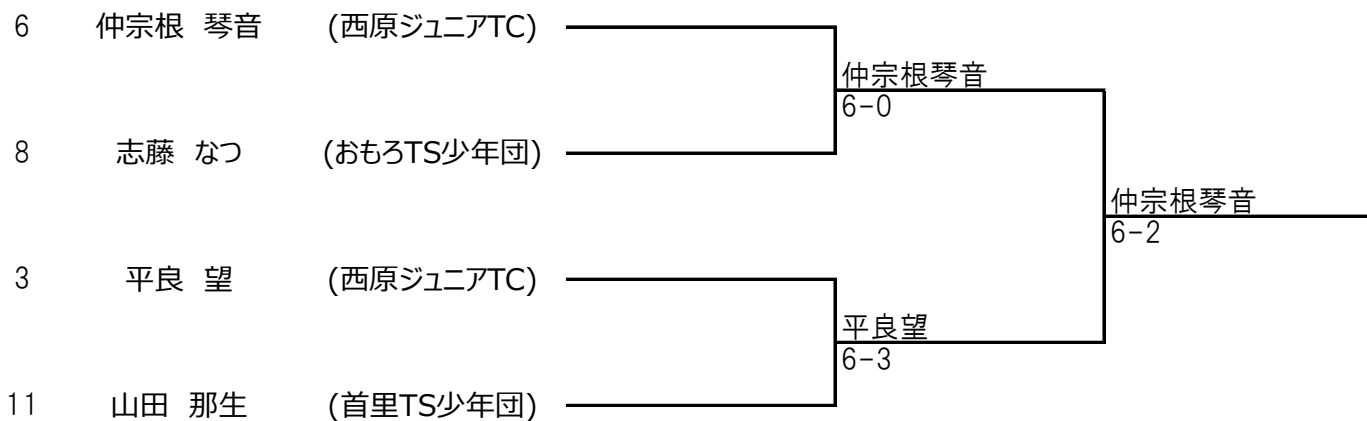 6 仲宗根 琴音 (西原ジュニアTC)
仲宗根琴音
6-0
8 志藤 なつ (おもろTS少年団)
仲宗根琴音
6-2
3 平良 望 (西原ジュニアTC)
平良望
6-3
11 山田 那生 (首里TS少年団)